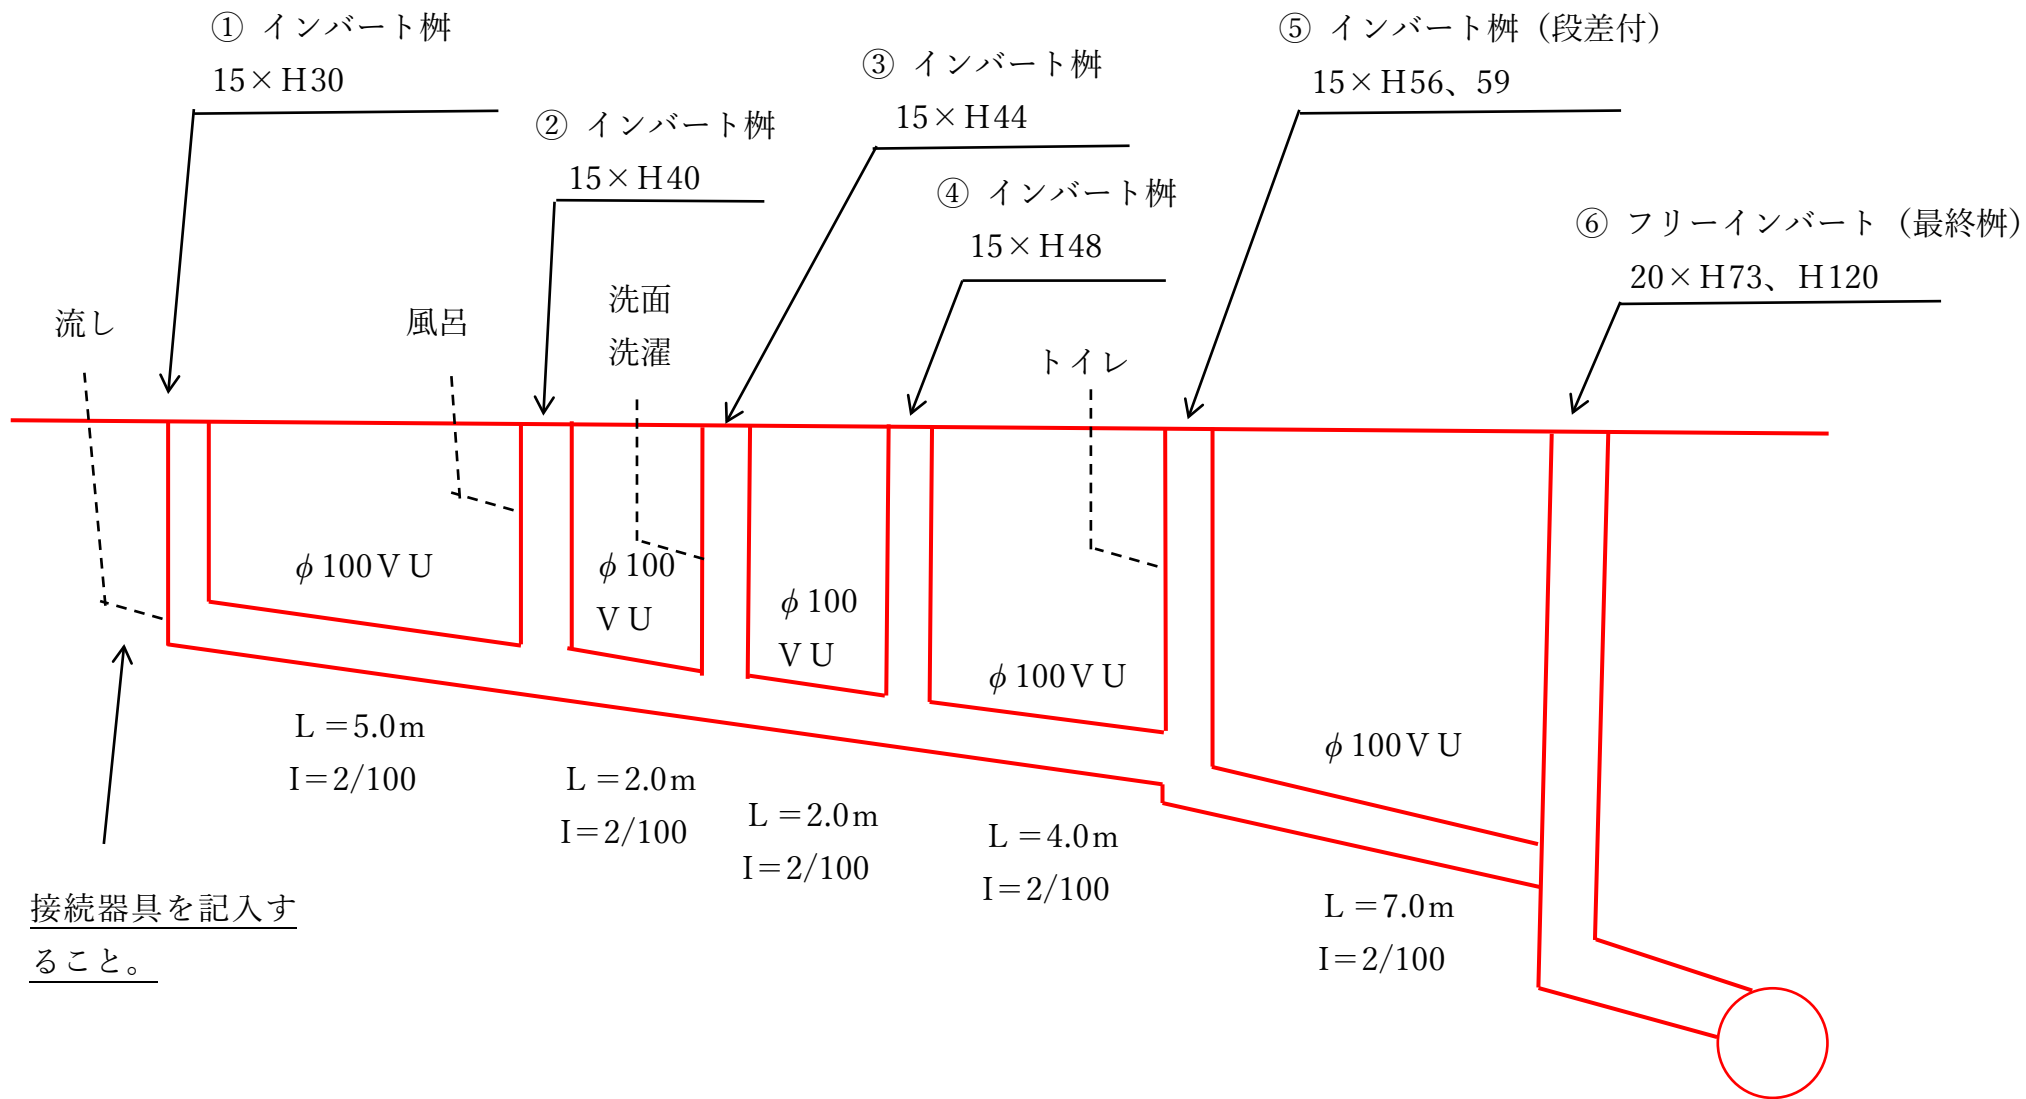 ① インバート桝
15×H30
② インバート桝
15×H40
③ インバート桝
15×H44
④ インバート桝
15×H48
⑤ インバート桝（段差付）
15×H56、59
⑥ フリーインバート（最終桝）
20×H73、H120
流し
風呂
洗面
洗濯
トイレ
φ100ＶＵ
φ100
ＶＵ
φ100
ＶＵ
φ100ＶＵ
φ100ＶＵ
Ｌ＝5.0m
I＝2/100
Ｌ＝2.0m
I＝2/100
Ｌ＝2.0m
I＝2/100
Ｌ＝4.0m
I＝2/100
Ｌ＝7.0m
I＝2/100
接続器具を記入す
ること。